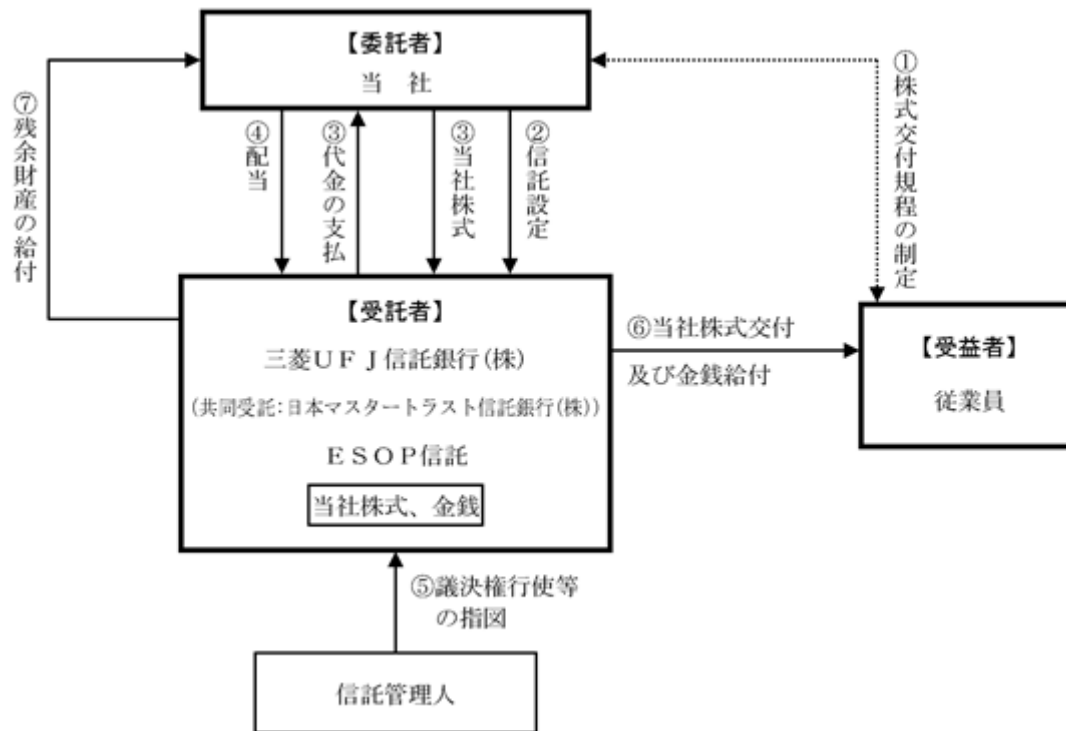 【委託者】
当 社
①株式交付規程の制定
⑦残余財産の給付
④配当
③代金の支払
③当社株式
②信託設定
【受託者】
三菱UFJ信託銀行(株)
(共同受託:日本マスタートラスト信託銀行(株))
ESOP信託
当社株式、金銭
⑥当社株式交付
及び金銭給付
【受益者】
従業員
⑤議決権行使等
の指図
信託管理人